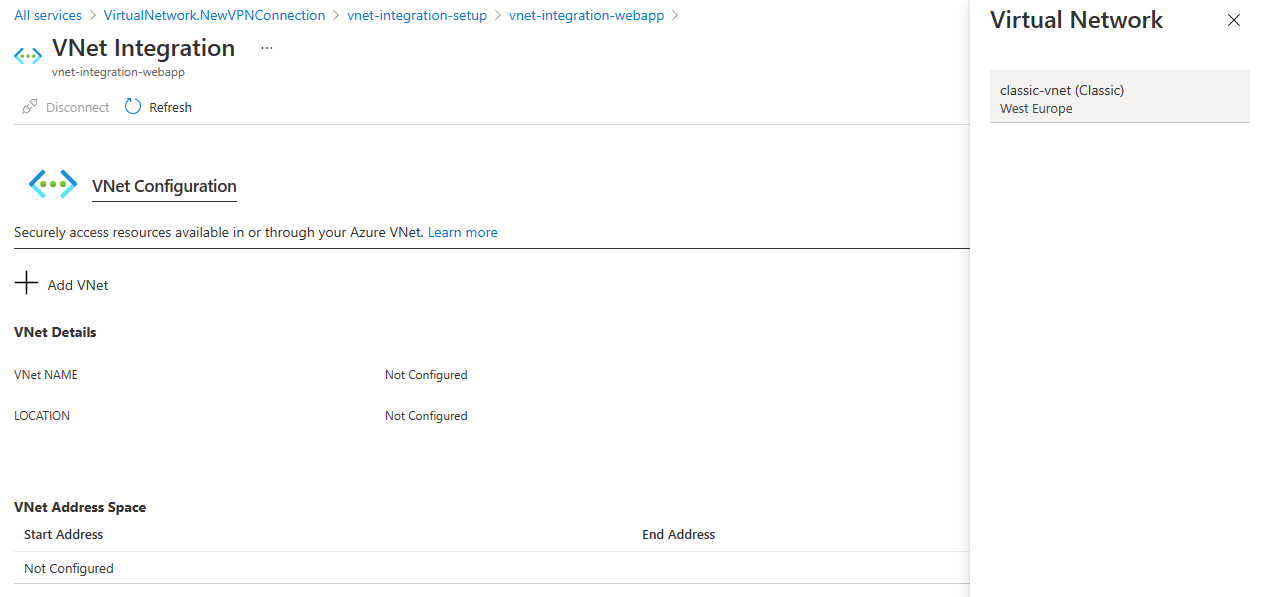 All services > VirtualNetwork.NewVPNConnection > vnet-integration-setup > vnet-integration-webapp >
VNet Integration ...
vnet-integration-webapp
Disconnect Refresh
VNet Configuration
Securely access resources available in or through your Azure VNet. Learn more
Add VNet
VNet Details
VNet NAME Not Configured
LOCATION Not Configured
VNet Address Space
Start Address End Address
Not Configured
Virtual Network
classic-vnet (Classic)
West Europe